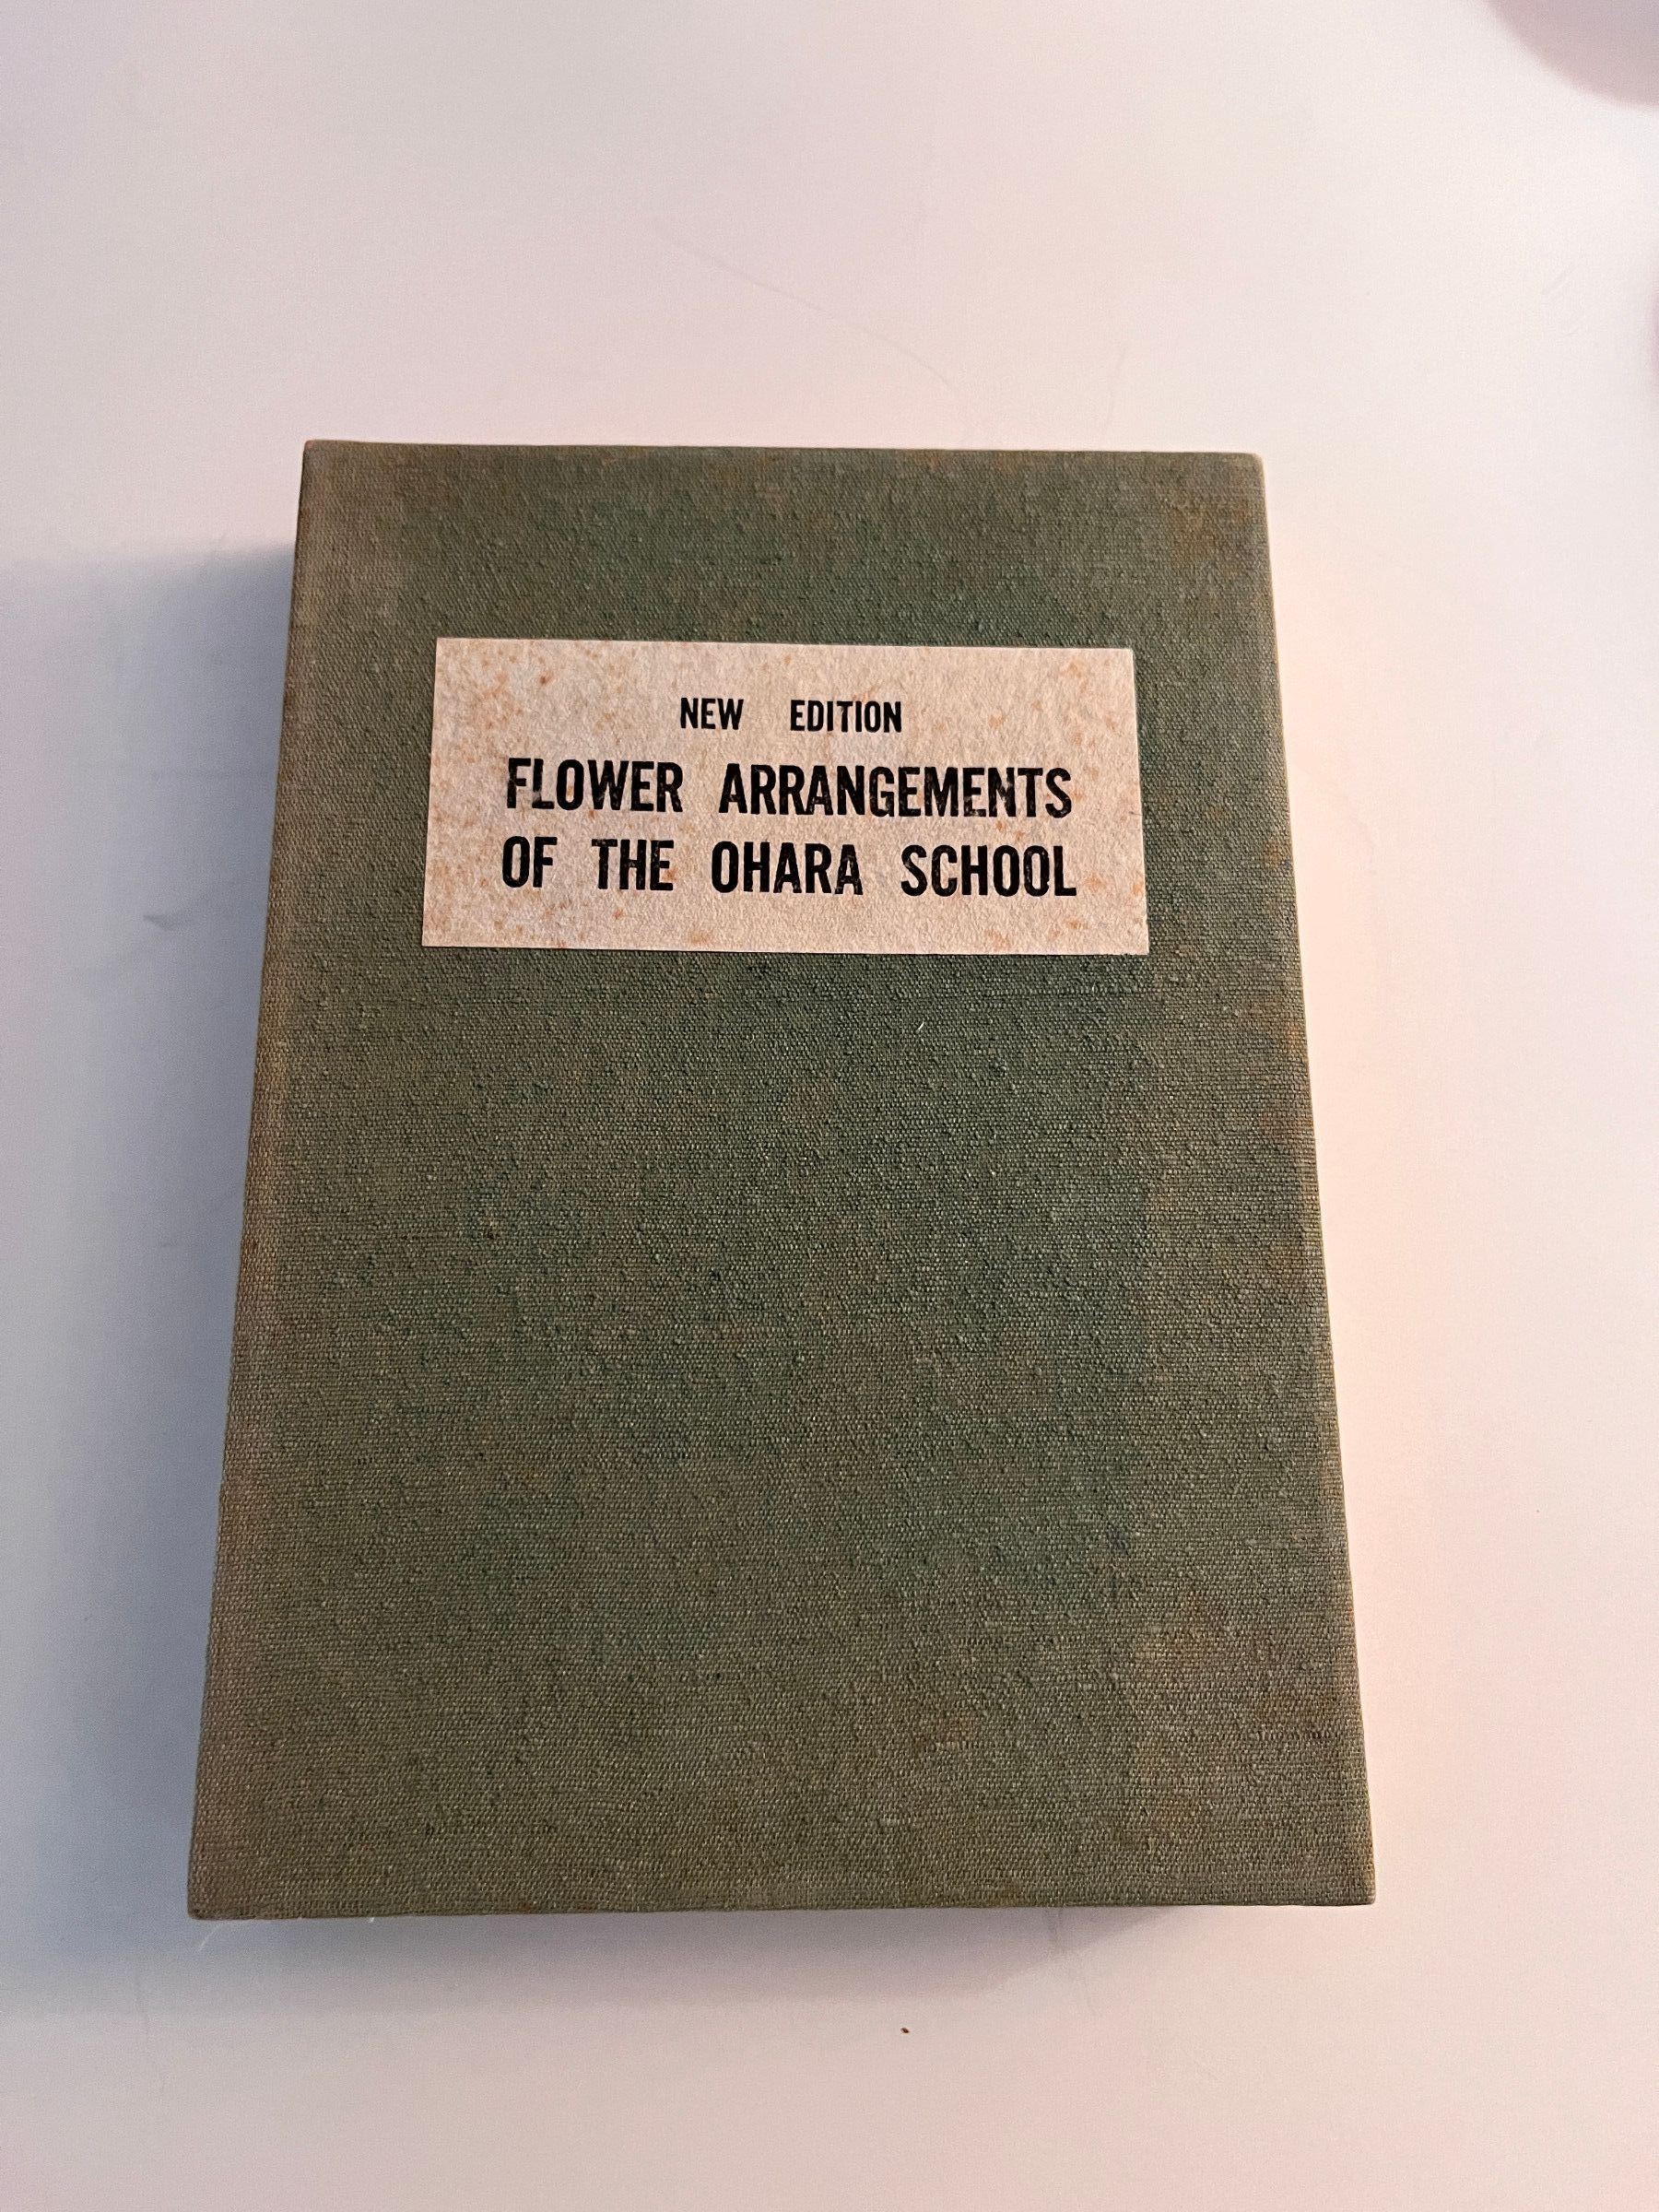 NEW EDITION
FLOWER ARRANGEMENTS
OF THE OHARA SCHOOL